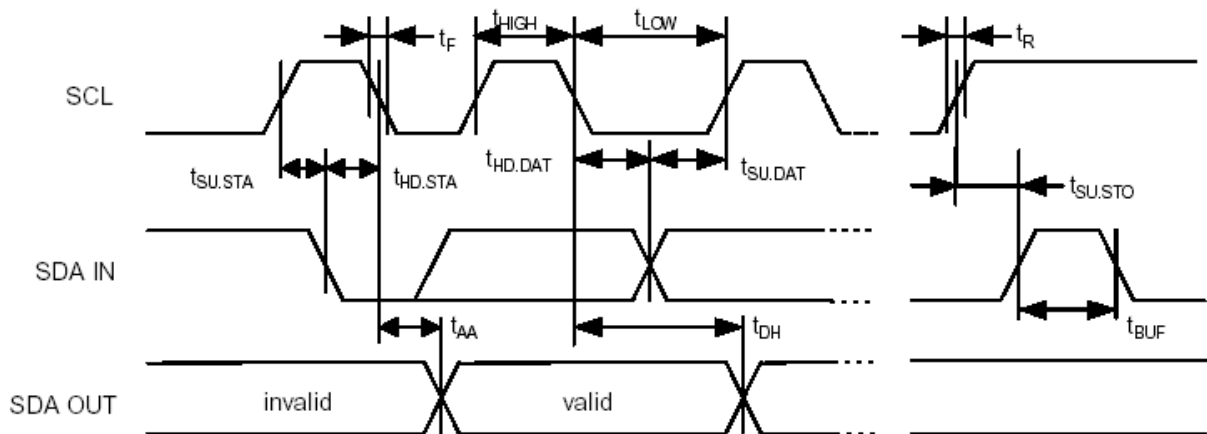 tF
tHIGH
tLOW
tR
SCL
tSU.STA
tHD.STA
tHD.DAT
tSU.DAT
tSU.STO
SDA IN
tAA
tDH
tBUF
SDA OUT
invalid
valid